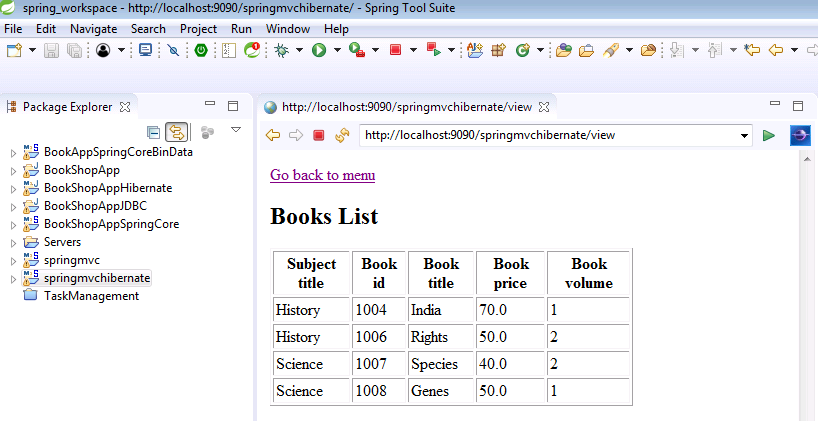 spring_workspace - http://localhost:9090/springmvchibernate/ - Spring Tool Suite
File Edit Navigate Search Project Run Window Help
Package Explorer
BookAppSpringCoreBinData
BookShopApp
BookShopAppHibernate
BookShopAppJDBC
BookShopAppSpringCore
Servers
springmvc
springmvchibernate
TaskManagement
http://localhost:9090/springmvchibernate/view
http://localhost:9090/springmvchibernate/view
Go back to menu
Books List
Subject title Book id Book title Book price Book volume
History 1004 India 70.0 1
History 1006 Rights 50.0 2
Science 1007 Species 40.0 2
Science 1008 Genes 50.0 1